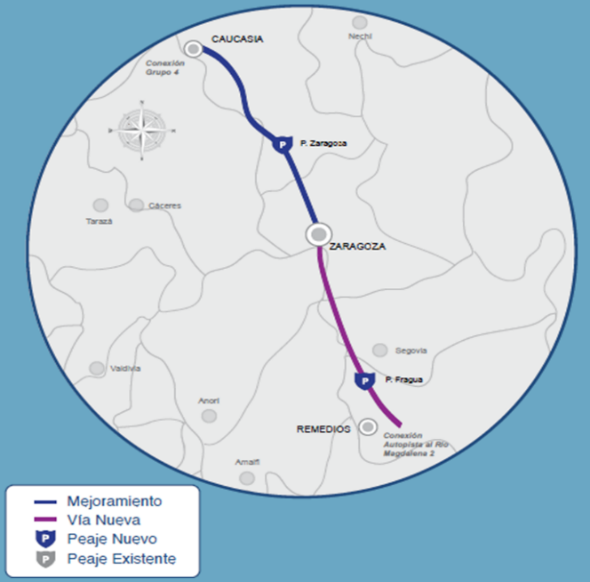 CAUCASIA
Nechí
Conexión
Grupo 4
P
P. Zaragosa
Cáceres
Tarazá
ZARAGOZA
Segovia
Valdivia
P
P. Fragua
Anorí
REMEDIOS
Conexión
Autopista al Río
Magdalena 2
Amalfi
Mejoramiento
Vía Nueva
P
Peaje Nuevo
P
Peaje Existente